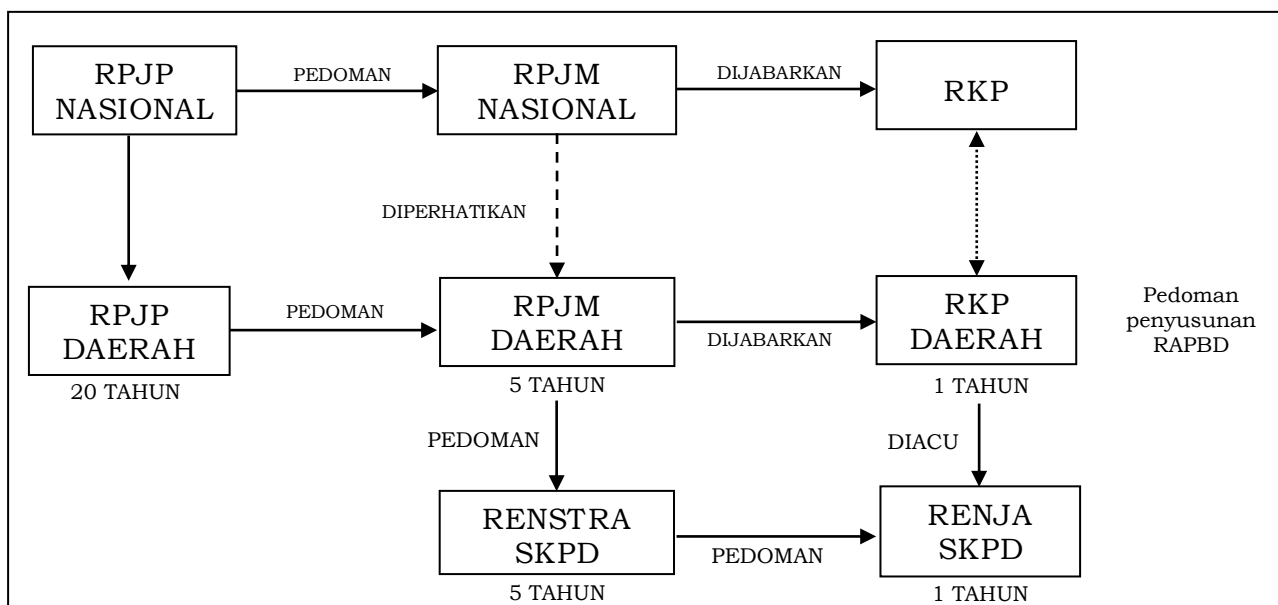 RPJP
NASIONAL
PEDOMAN
RPJM
NASIONAL
DIJABARKAN
RKP
DIPERHATIKAN
RPJP
DAERAH
20 TAHUN
PEDOMAN
RPJM
DAERAH
5 TAHUN
DIJABARKAN
RKP
DAERAH
1 TAHUN
Pedoman
penyusunan
RAPBD
PEDOMAN
DIACU
RENSTRA
SKPD
5 TAHUN
PEDOMAN
RENJA
SKPD
1 TAHUN